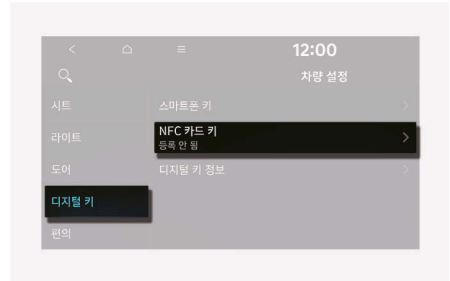 12:00
차량 설정
시트
스마트폰 키
라이트
NFC 카드 키
등록 안 됨
도어
디지털 키 정보
디지털 키
편의